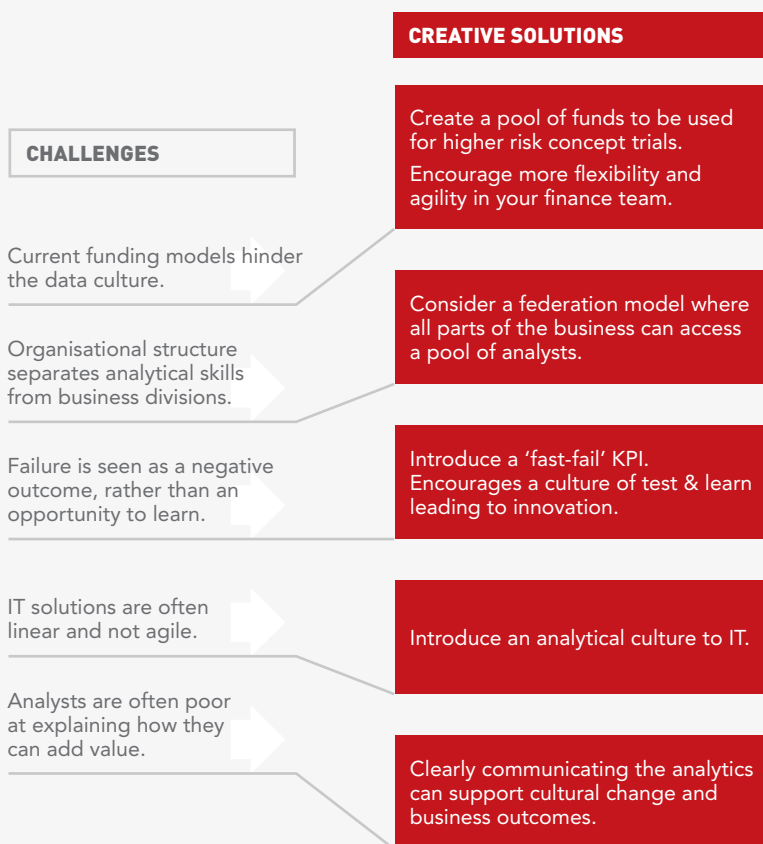 CREATIVE SOLUTIONS
CHALLENGES
Create a pool of funds to be used
for higher risk concept trials.
Encourage more flexibility and
agility in your finance team.
Current funding models hinder
the data culture.
Consider a federation model where
all parts of the business can access
a pool of analysts.
Organisational structure
separates analytical skills
from business divisions.
Introduce a ‘fast-fail’ KPI.
Encourages a culture of test & learn
leading to innovation.
Failure is seen as a negative
outcome, rather than an
opportunity to learn.
Introduce an analytical culture to IT.
IT solutions are often
linear and not agile.
Clearly communicating the analytics
can support cultural change and
business outcomes.
Analysts are often poor
at explaining how they
can add value.